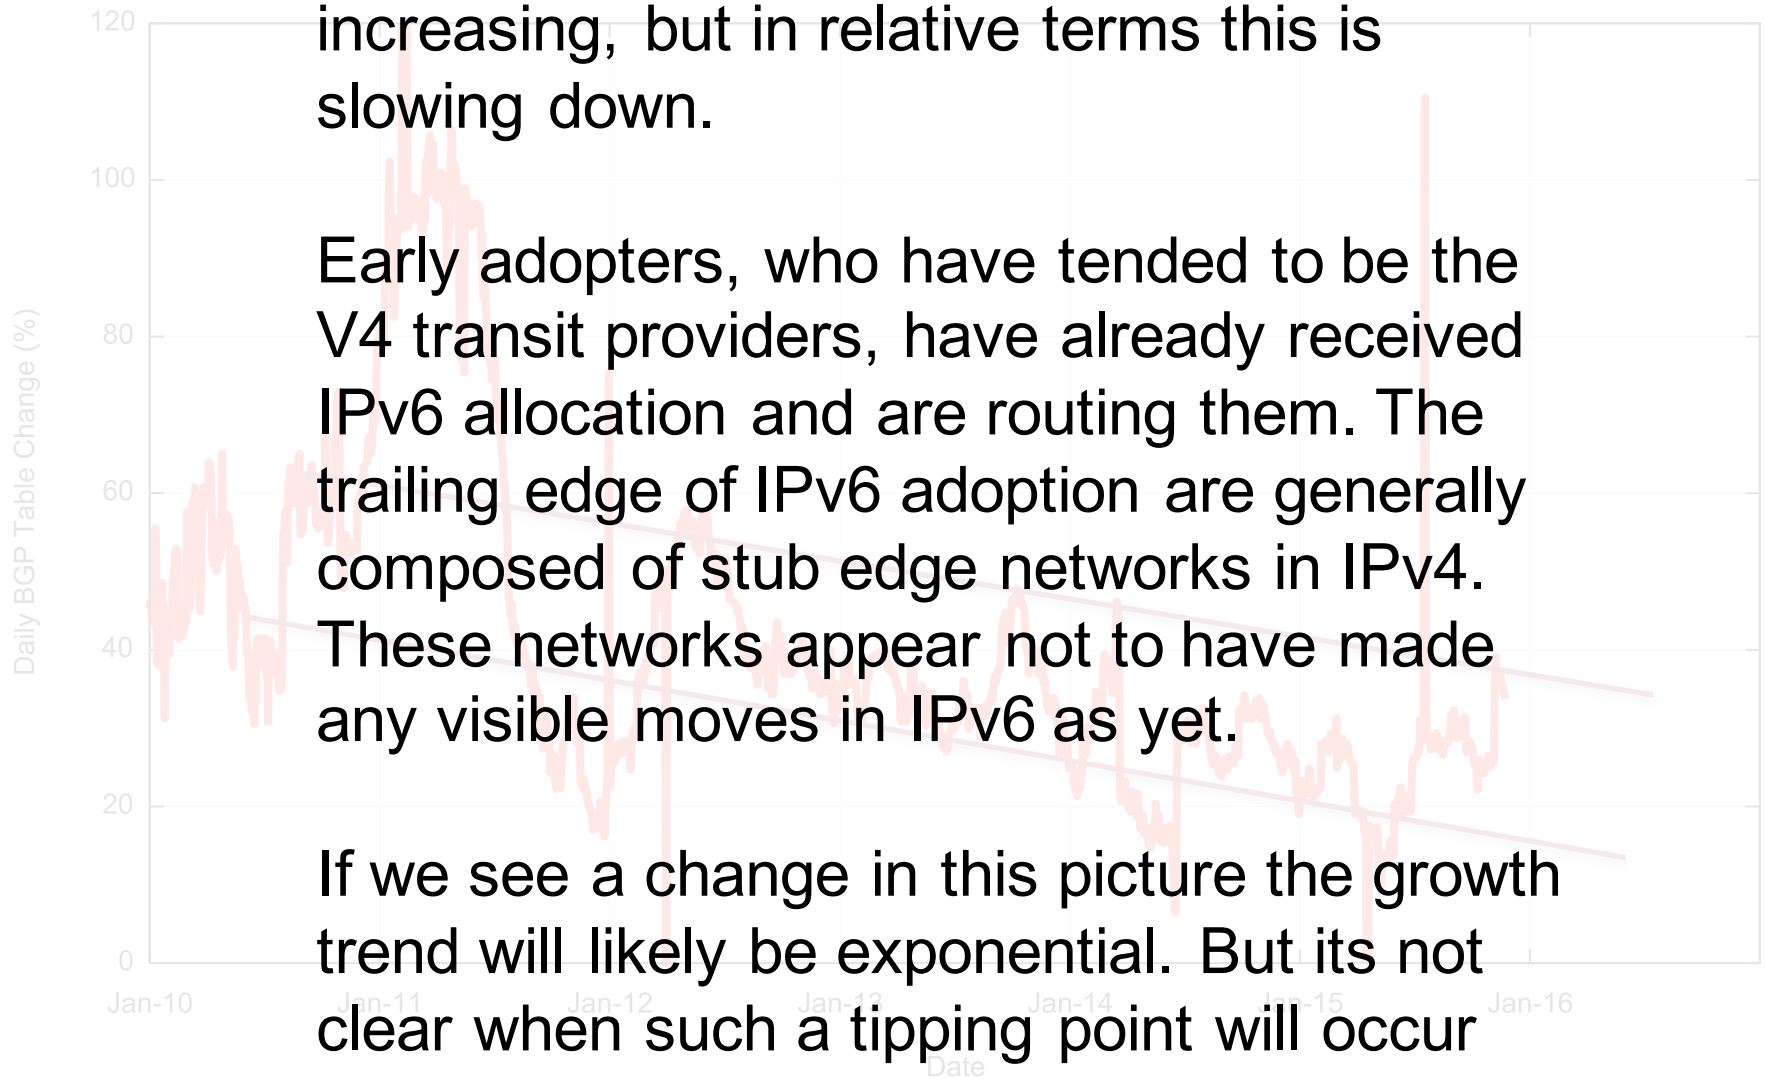 increasing, but in relative terms this is
slowing down.
Early adopters, who have tended to be the
V4 transit providers, have already received
IPv6 allocation and are routing them. The
trailing edge of IPv6 adoption are generally
composed of stub edge networks in IPv4.
These networks appear not to have made
any visible moves in IPv6 as yet.
If we see a change in this picture the growth
trend will likely be exponential. But its not
clear when such a tipping point will occur
Daily BGP Table Change (%)
120
100
80
60
40
20
0
Jan-10 Jan-11 Jan-12 Jan-13 Jan-14 Jan-15 Jan-16
Date